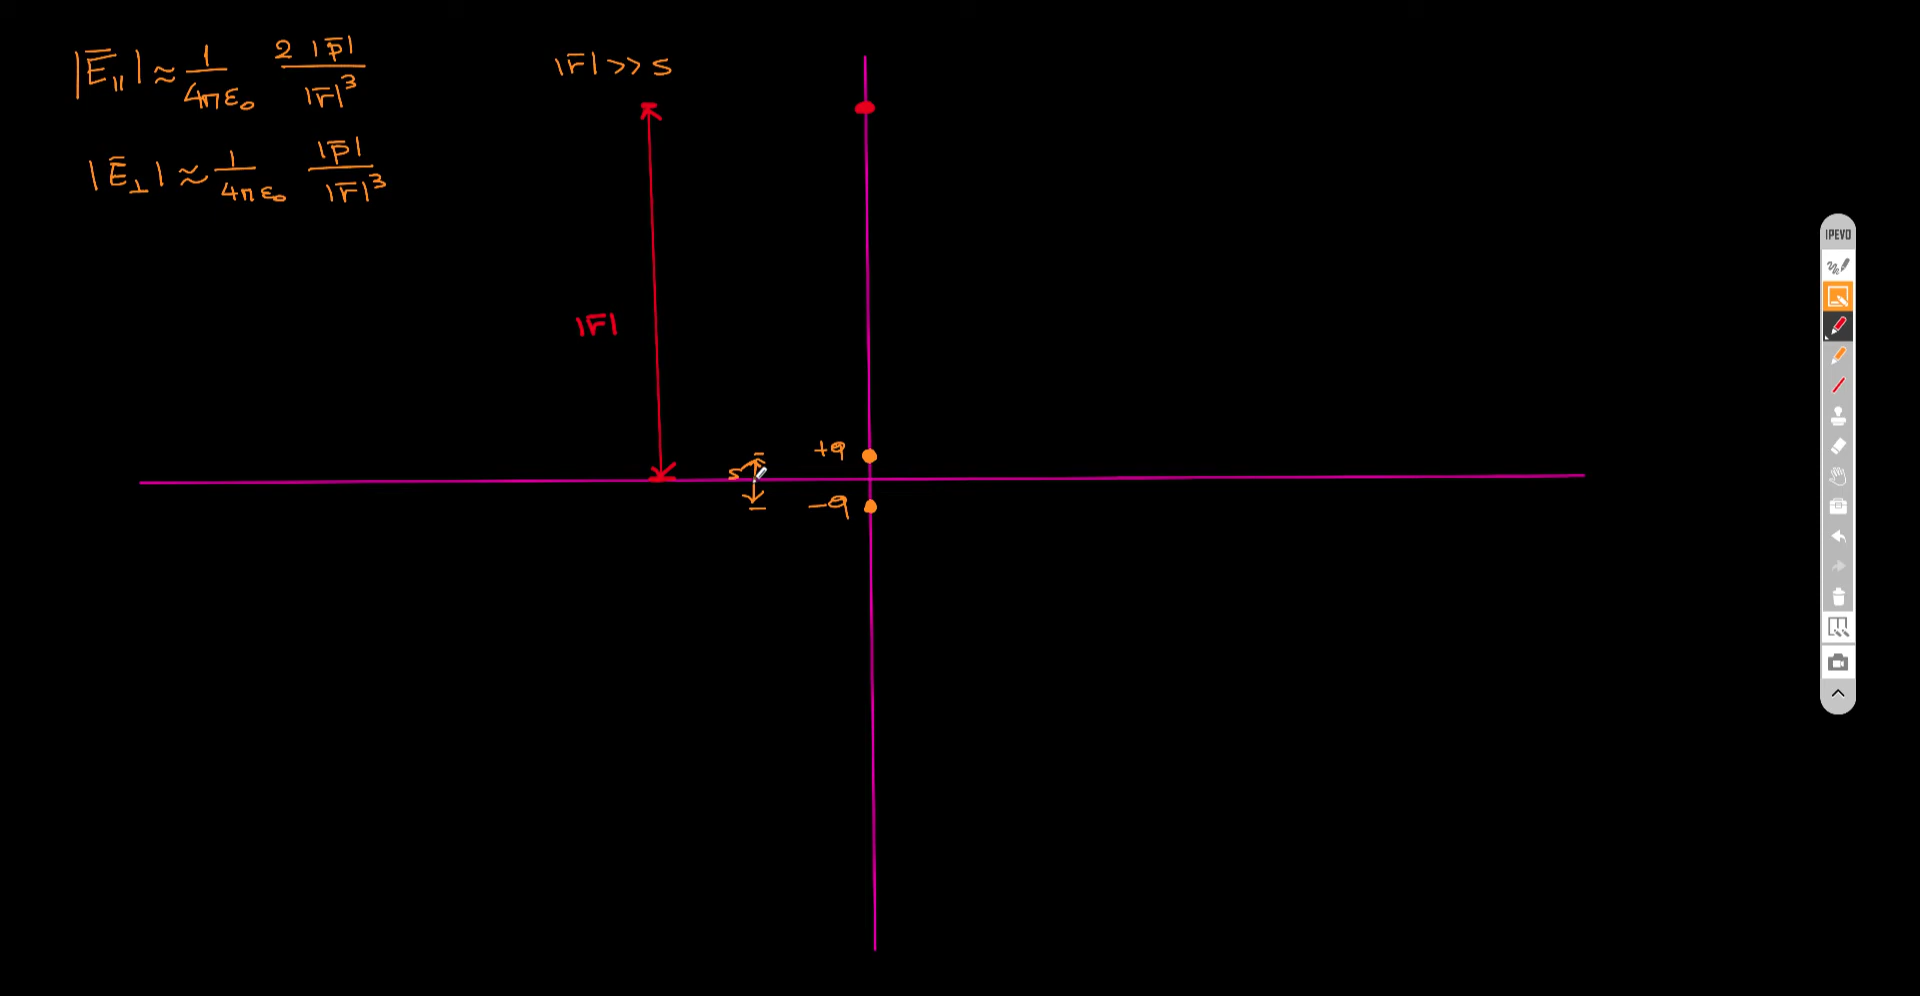 |E̅∥| ≈ 1/4πε₀ 2|p̅|/|r̅|³
|r̅| >> s
|E̅⊥| ≈ 1/4πε₀ |p̅|/|r̅|³
|r̅|
+q
s
-q
IPEVO